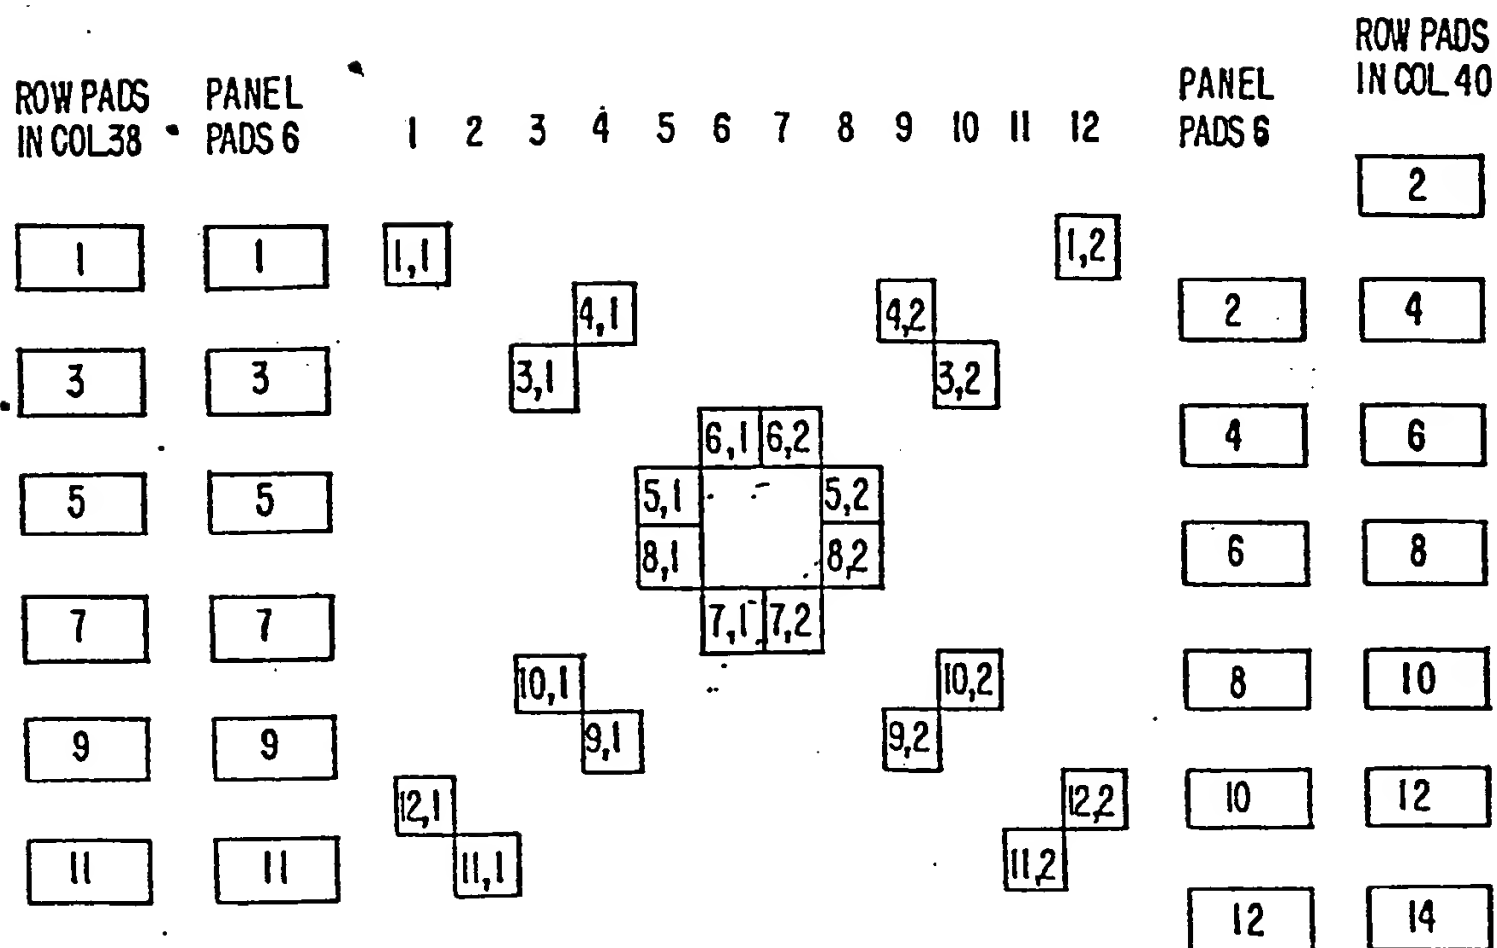 ROW PADS
IN COL 40
ROW PADS
IN COL38
PANEL
PADS 6
PANEL
PADS 6
1 2 3 4 5 6 7 8 9 10 11 12
2
1 1 1,1 1,2
4,1 4,2 2 4
3 3 3,1 3,2
6,1 6,2 4 6
5 5 5,1 5,2
8,1 8,2 6 8
7 7 7,1 7,2
10,1 10,2 8 10
9 9 9,1 9,2
12,1 12,2 10 12
11 11 11,1 11,2
12 14